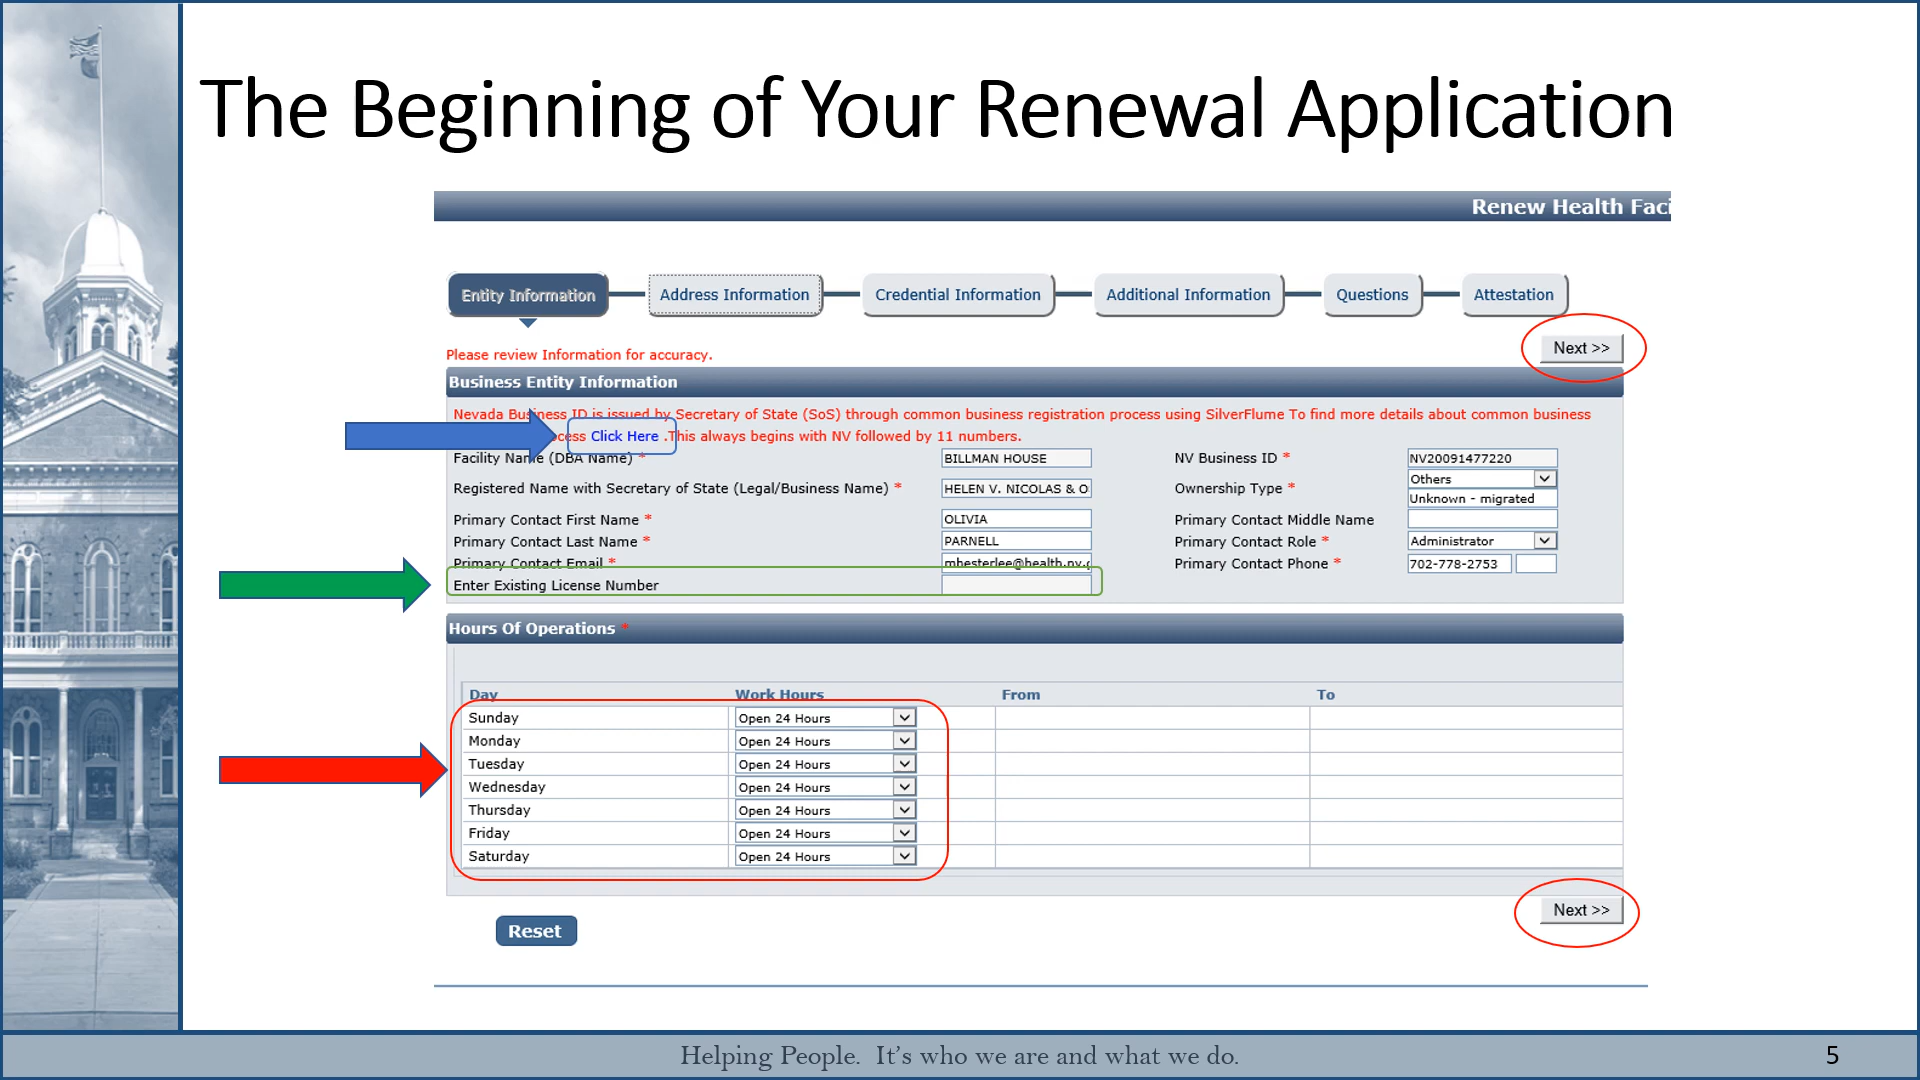 The Beginning of Your Renewal Application
Renew Health Faci
Entity Information
Address Information
Credential Information
Additional Information
Questions
Attestation
Next >>
Please review Information for accuracy.
Business Entity Information
Nevada Business ID is issued by Secretary of State (SoS) through common business registration process using SilverFlume To find more details about common business
cess Click Here .This always begins with NV followed by 11 numbers.
Facility Name (DBA Name) * BILLMAN HOUSE NV Business ID * NV20091477220
Registered Name with Secretary of State (Legal/Business Name) * HELEN V. NICOLAS & O Ownership Type * Others
Unknown - migrated
Primary Contact First Name * OLIVIA Primary Contact Middle Name
Primary Contact Last Name * PARNELL Primary Contact Role * Administrator
Primary Contact Email * mhesterlee@health.nv. Primary Contact Phone * 702-778-2753
Enter Existing License Number
Hours Of Operations *
Day Work Hours From To
Sunday Open 24 Hours
Monday Open 24 Hours
Tuesday Open 24 Hours
Wednesday Open 24 Hours
Thursday Open 24 Hours
Friday Open 24 Hours
Saturday Open 24 Hours
Next >>
Reset
Helping People. It's who we are and what we do.
5